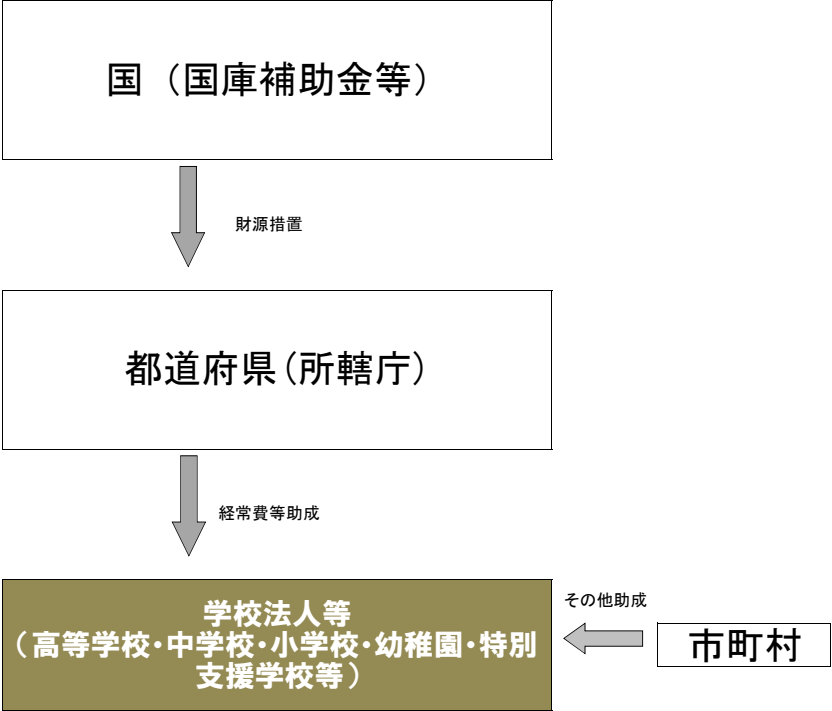 国（国庫補助金等）
財源措置
都道府県（所轄庁）
経常費等助成
学校法人等
（高等学校・中学校・小学校・幼稚園・特別
支援学校等）
その他助成
市町村